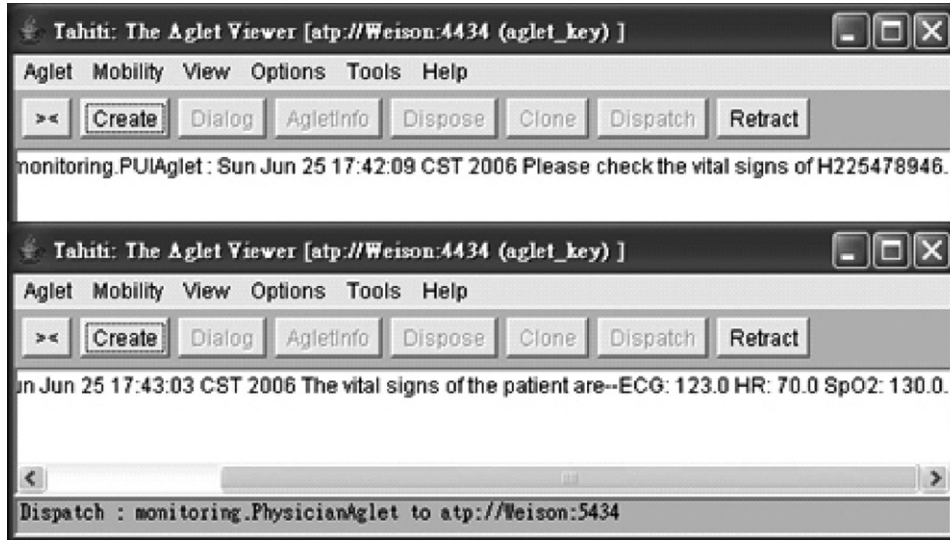 Tahiti: The Aglet Viewer [atp://Weison:4434 (aglet_key) ]
Aglet Mobility View Options Tools Help
>< Create Dialog AgletInfo Dispose Clone Dispatch Retract
monitoring.PUIAglet : Sun Jun 25 17:42:09 CST 2006 Please check the vital signs of H225478946.
Tahiti: The Aglet Viewer [atp://Weison:4434 (aglet_key) ]
Aglet Mobility View Options Tools Help
>< Create Dialog AgletInfo Dispose Clone Dispatch Retract
un Jun 25 17:43:03 CST 2006 The vital signs of the patient are--ECG: 123.0 HR: 70.0 SpO2: 130.0.
Dispatch : monitoring.PhysicianAglet to atp://Weison:5434